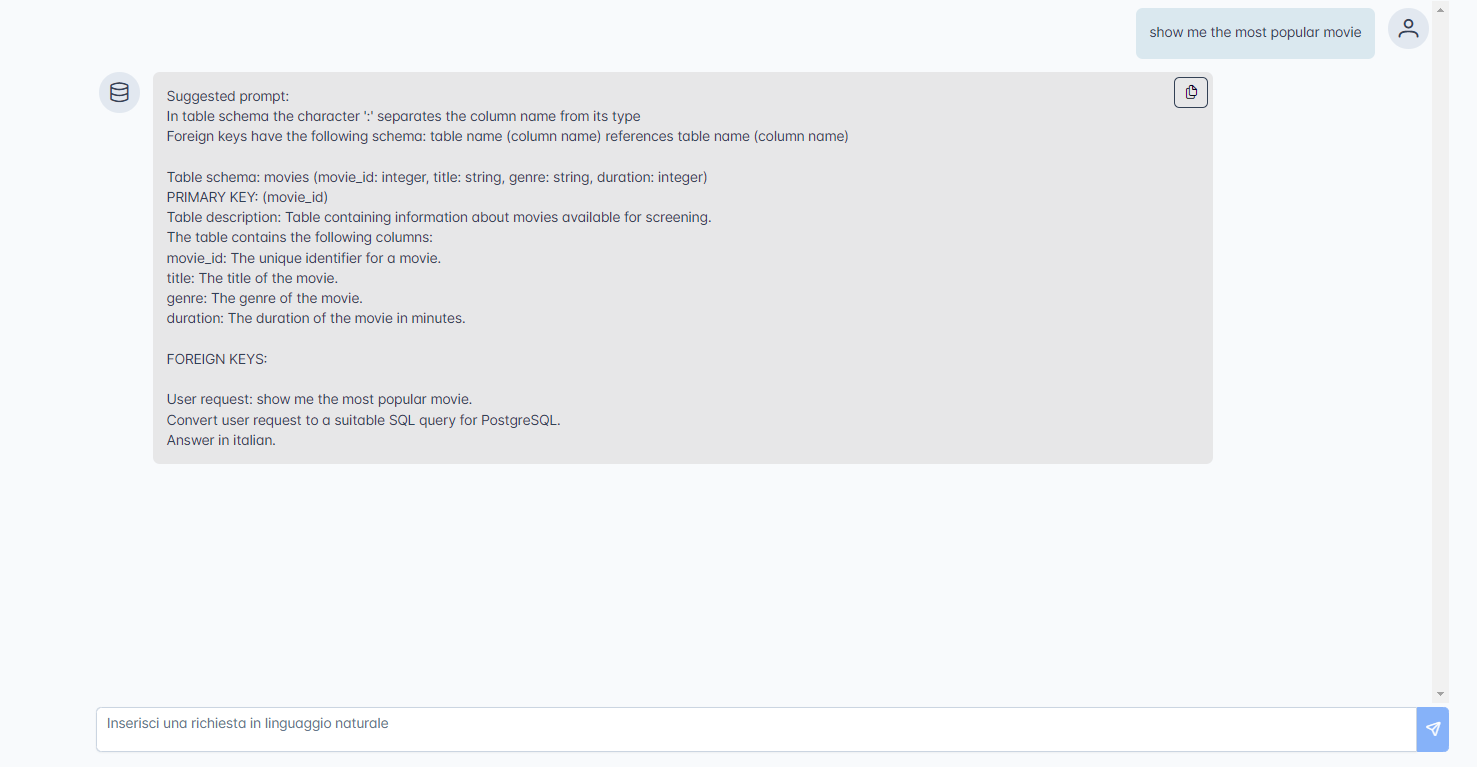 show me the most popular movie
Suggested prompt:
In table schema the character ':' separates the column name from its type
Foreign keys have the following schema: table name (column name) references table name (column name)
Table schema: movies (movie_id: integer, title: string, genre: string, duration: integer)
PRIMARY KEY: (movie_id)
Table description: Table containing information about movies available for screening.
The table contains the following columns:
movie_id: The unique identifier for a movie.
title: The title of the movie.
genre: The genre of the movie.
duration: The duration of the movie in minutes.
FOREIGN KEYS:
User request: show me the most popular movie.
Convert user request to a suitable SQL query for PostgreSQL.
Answer in italian.
Inserisci una richiesta in linguaggio naturale